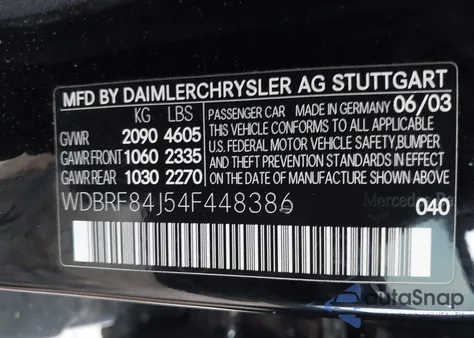 MFD BY DAIMLERCHRYSLER AG STUTTGART
KG LBS
GVWR 2090 4605
GAWR FRONT 1060 2335
GAWR REAR 1030 2270
PASSENGER CAR MADE IN GERMANY 06/03
THIS VEHICLE CONFORMS TO ALL APPLICABLE
U.S. FEDERAL MOTOR VEHICLE SAFETY, BUMPER
AND THEFT PREVENTION STANDARDS IN EFFECT
ON THE DATE OF MANUFACTURE SHOWN ABOVE
WDBRF84J54F448386
040
autaSnap